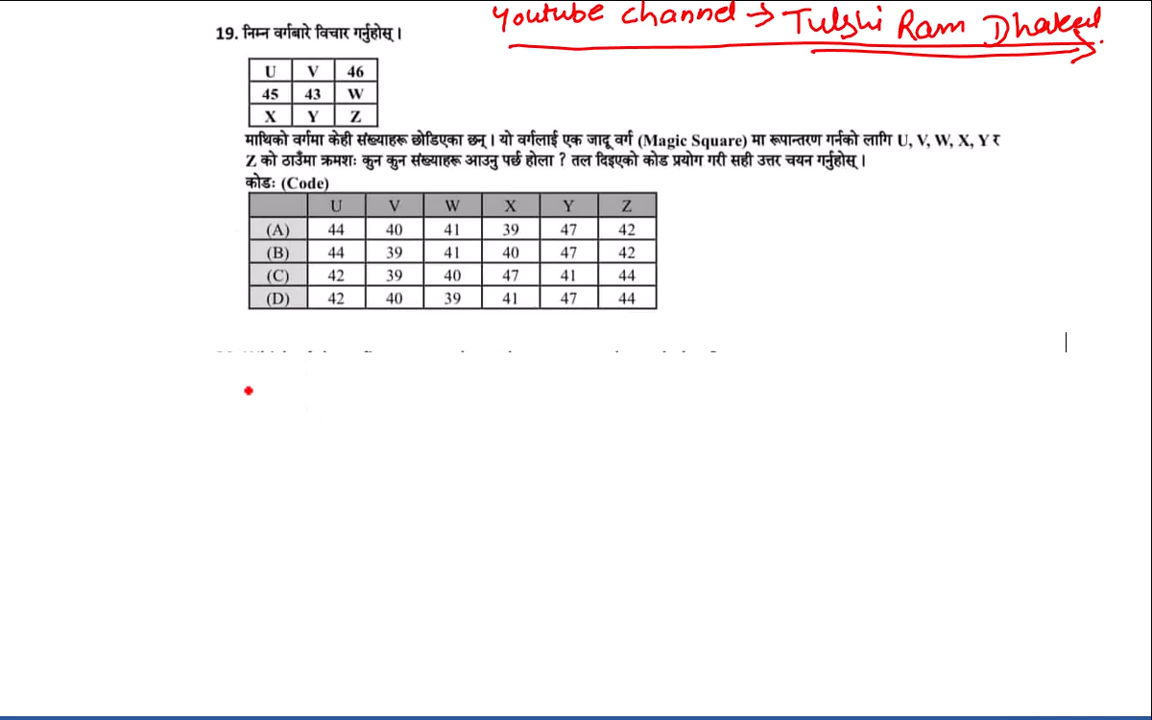 Youtube channel → Tulshi Ram Dhakal
19. निम्न वर्गबारे विचार गर्नुहोस् ।
U V 46
45 43 W
X Y Z
माथिको वर्गमा केही संख्याहरू छोडिएका छन् । यो वर्गलाई एक जादू वर्ग (Magic Square) मा रूपान्तरण गर्नको लागि U, V, W, X, Y र
Z को ठाउँमा क्रमशः कुन कुन संख्याहरू आउनु पर्छ होला ? तल दिइएको कोड प्रयोग गरी सही उत्तर चयन गर्नुहोस् ।
कोडः (Code)
U V W X Y Z
(A) 44 40 41 39 47 42
(B) 44 39 41 40 47 42
(C) 42 39 40 47 41 44
(D) 42 40 39 41 47 44